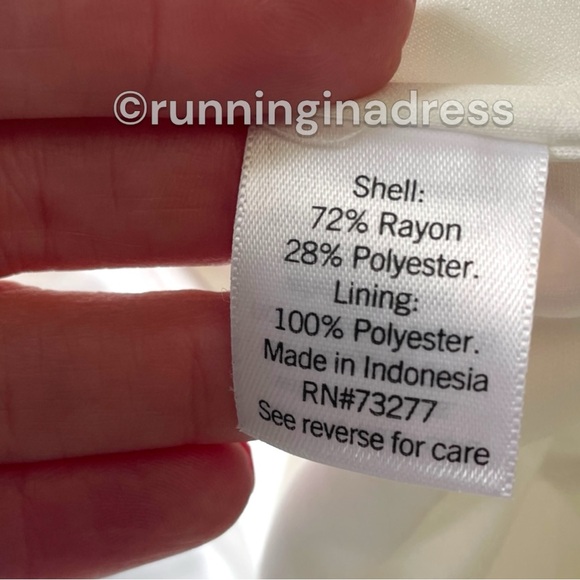 ©runninginadress
Shell:
72% Rayon
28% Polyester.
Lining:
100% Polyester.
Made in Indonesia
RN#73277
See reverse for care